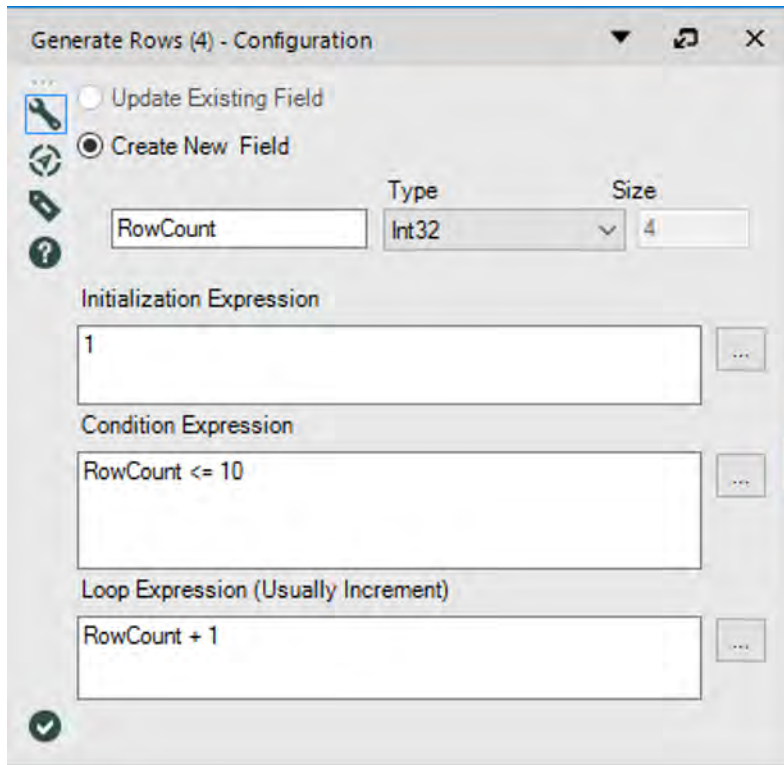 Generate Rows (4) - Configuration
Update Existing Field
Create New Field
Type Size
RowCount Int32 4
Initialization Expression
1
...
Condition Expression
RowCount <= 10
...
Loop Expression (Usually Increment)
RowCount + 1
...